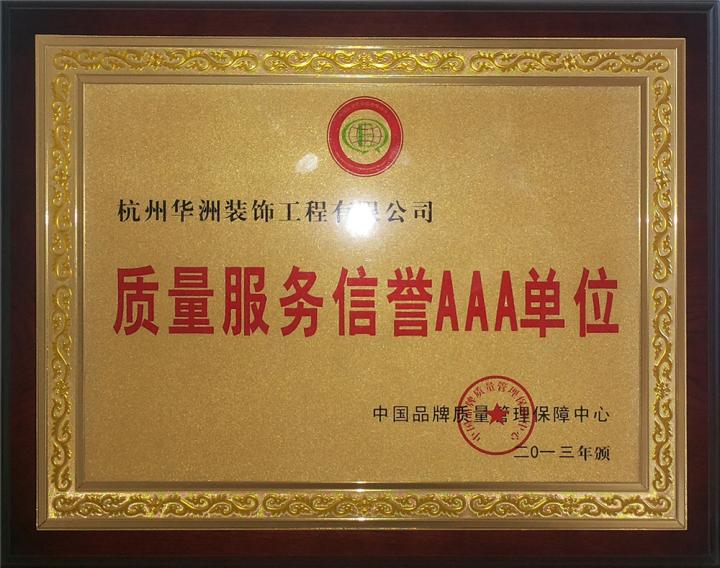 杭州华洲装饰工程有限公司
质量服务信誉AAA单位
中国品牌质量管理保障中心
二0一三年颁